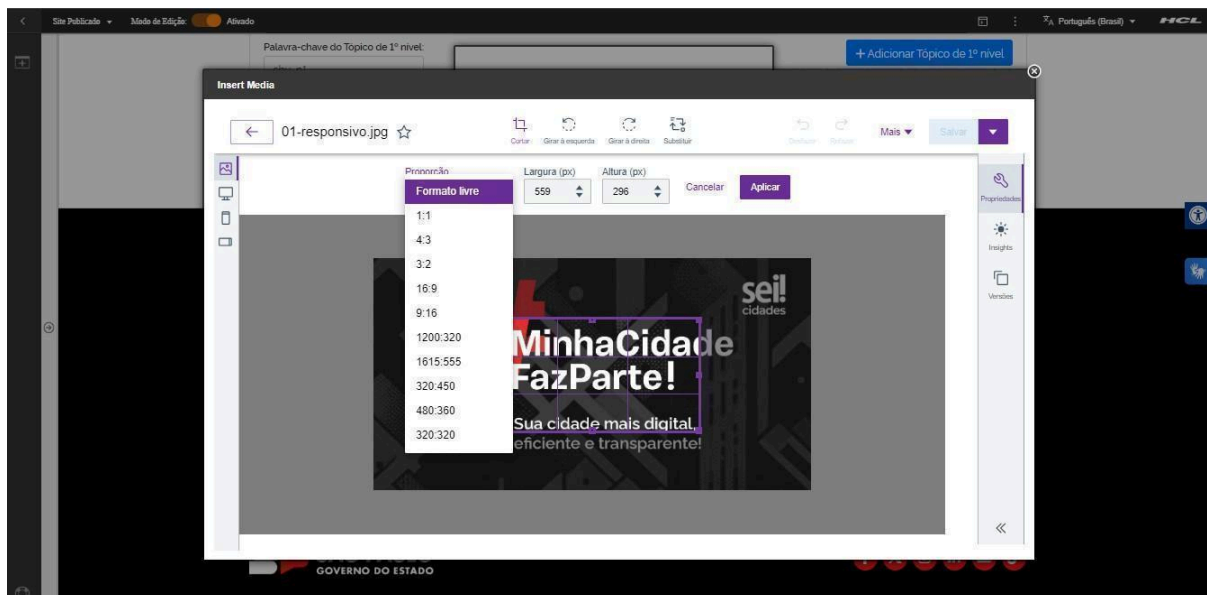 Site Publicado
Modo de Edição:
Ativado
Português (Brasil)
HCL
Palavra-chave do Tópico de 1º nível:
+ Adicionar Tópico de 1º nível
Insert Media
01-responsivo.jpg
Cortar
Girar à esquerda
Girar à direita
Substituir
Desfazer
Refazer
Mais
Salvar
Proporção
Largura (px)
Altura (px)
Formato livre
559
296
Cancelar
Aplicar
Propriedades
1:1
4:3
3:2
16:9
9:16
1200:320
1615:555
320:450
480:360
320:320
Insights
Versões
sei!
cidades
MinhaCidade
FazParte!
Sua cidade mais digital,
eficiente e transparente!
GOVERNO DO ESTADO